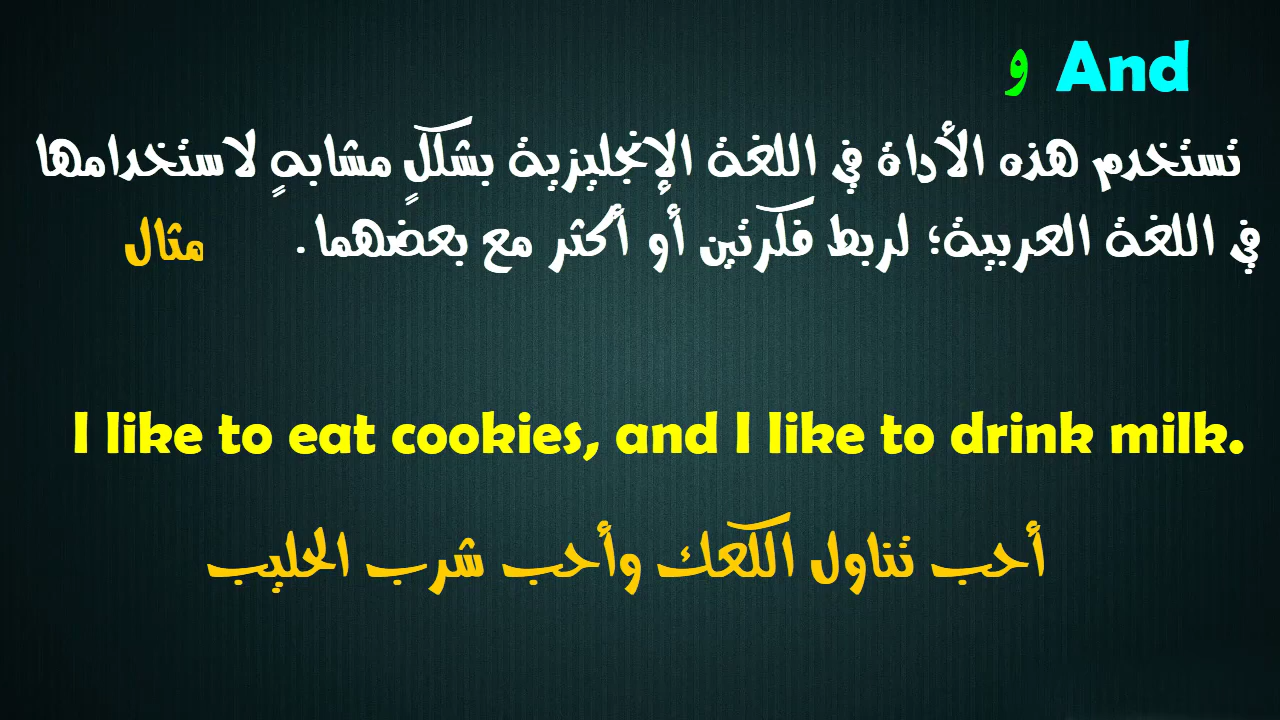 And و
تستخدم هذه الأداة في اللغة الإنجليزية بشكلٍ مشابهٍ لاستخدامها
في اللغة العربية؛ لربط فكرتين أو أكثر مع بعضهما . مثال
I like to eat cookies, and I like to drink milk.
أحب تناول الكعك وأحب شرب الحليب